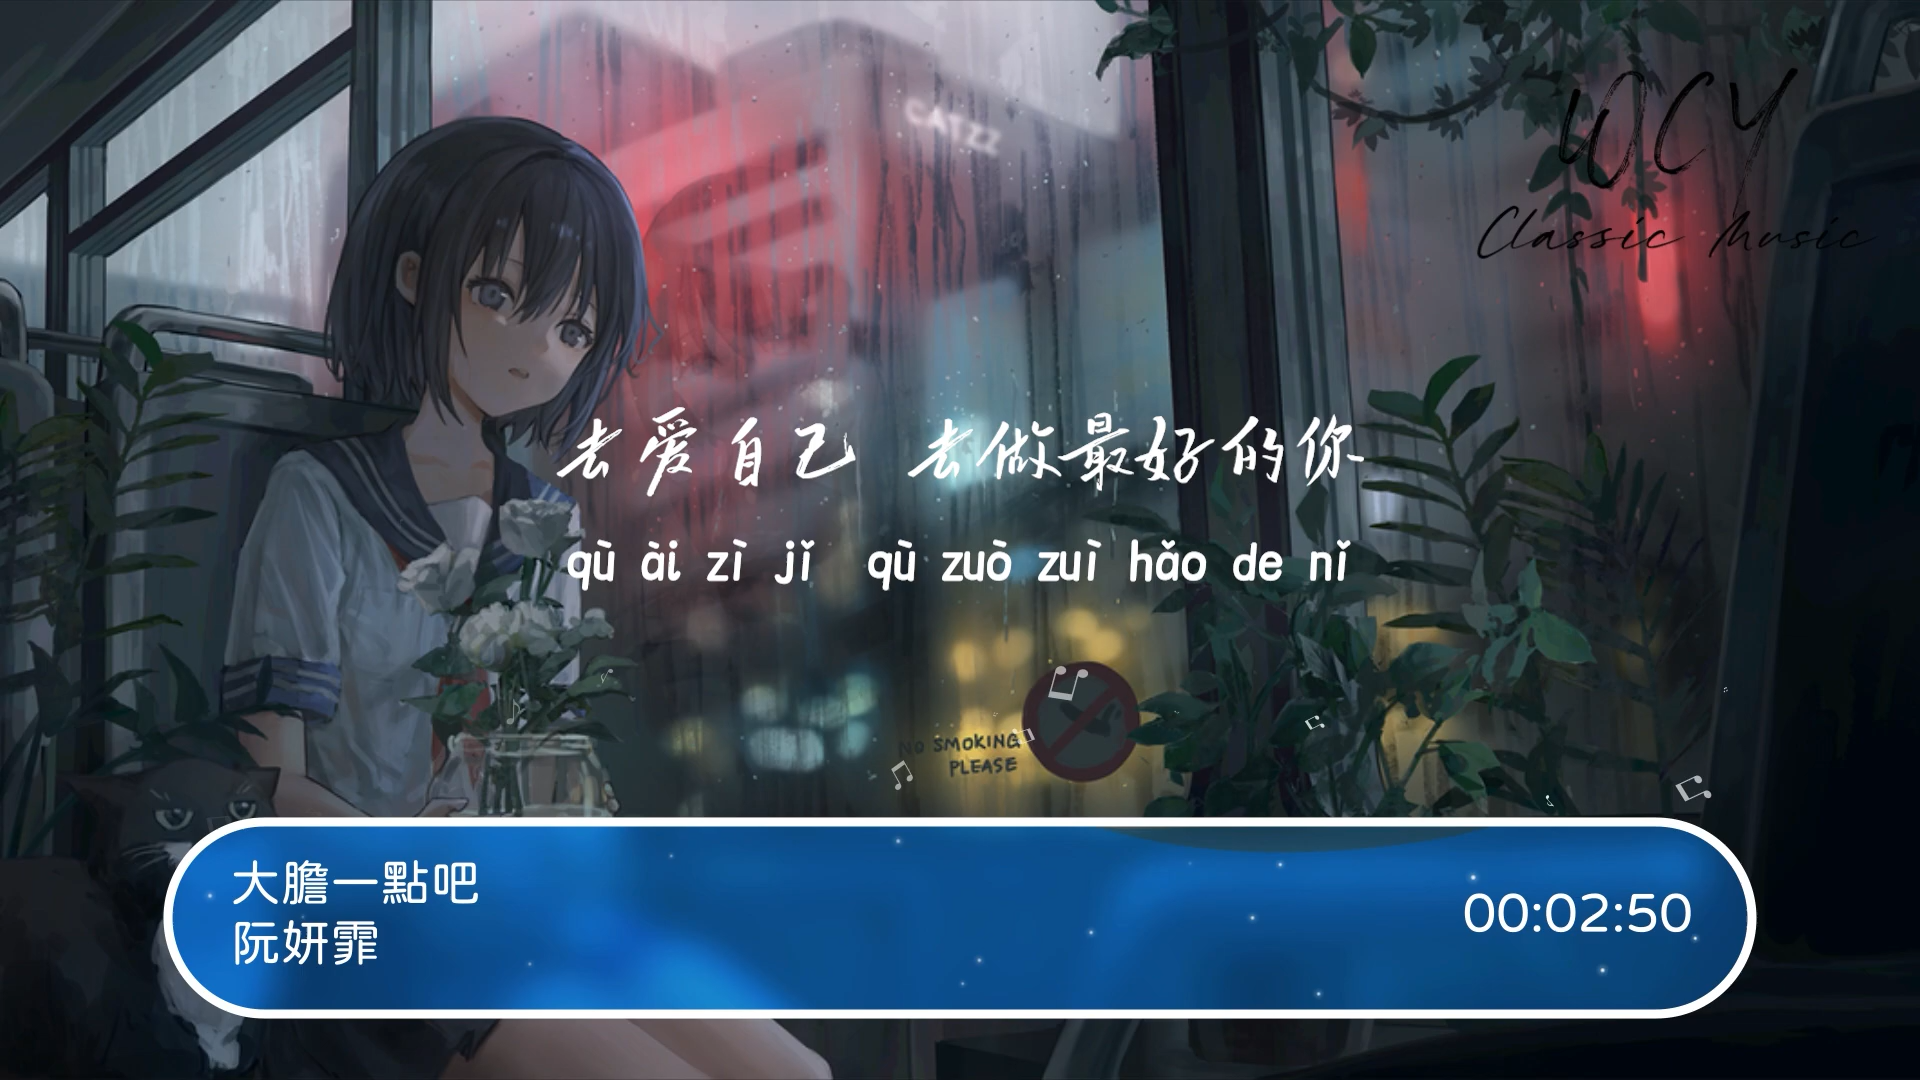 CATZZ
WCY
Classic Music
去爱自己 去做最好的你
qù ài zì jǐ qù zuò zuì hǎo de nǐ
NO SMOKING
PLEASE
大膽一點吧
阮妍霏
00:02:50